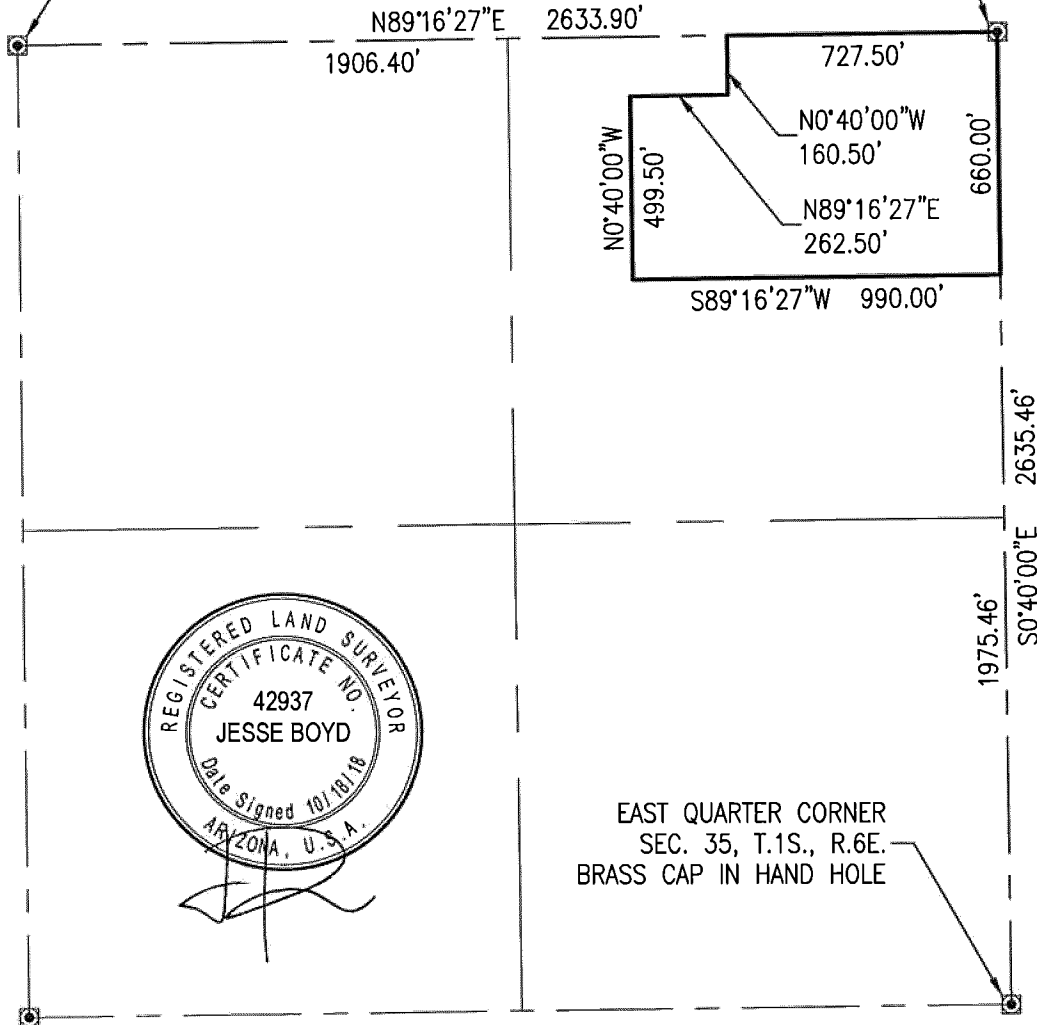 N89°16'27"E 2633.90'
1906.40'
727.50'
N0°40'00"W
160.50'
N0°40'00"W
499.50'
660.00'
N89°16'27"E
262.50'
S89°16'27"W 990.00'
S0°40'00"E 2635.46'
1975.46'
REGISTERED LAND SURVEYOR
CERTIFICATE NO.
42937
JESSE BOYD
Date Signed 10/18/18
ARIZONA, U.S.A.
EAST QUARTER CORNER
SEC. 35, T.1S., R.6E.
BRASS CAP IN HAND HOLE